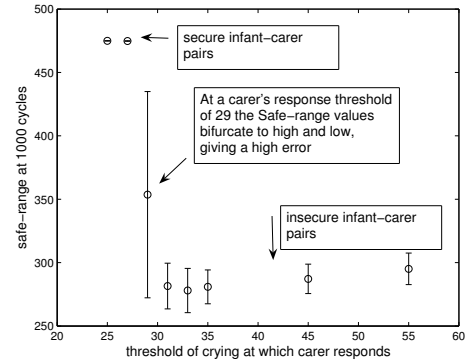 500
450
400
350
300
250
safe−range at 1000 cycles
secure infant−carer
pairs
At a carer's response threshold
of 29 the Safe−range values
bifurcate to high and low,
giving a high error
insecure infant−carer
pairs
20 25 30 35 40 45 50 55 60
threshold of crying at which carer responds